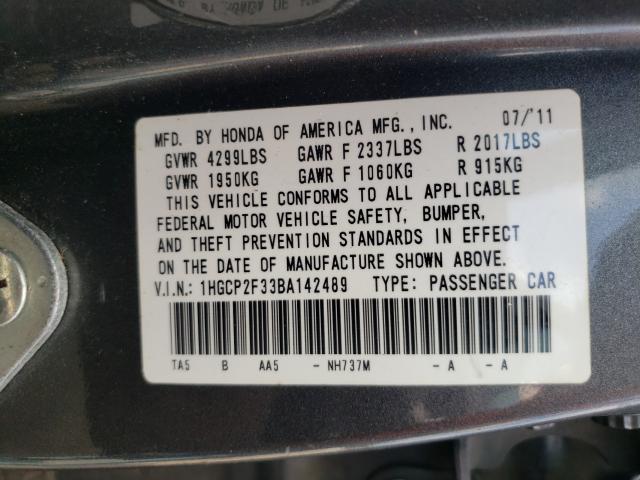 MFD. BY HONDA OF AMERICA MFG., INC. 07/'11
GVWR 4299LBS GAWR F 2337LBS R 2017LBS
GVWR 1950KG GAWR F 1060KG R 915KG
THIS VEHICLE CONFORMS TO ALL APPLICABLE
FEDERAL MOTOR VEHICLE SAFETY, BUMPER,
AND THEFT PREVENTION STANDARDS IN EFFECT
ON THE DATE OF MANUFACTURE SHOWN ABOVE.
V.I.N.: 1HGCP2F33BA142489 TYPE: PASSENGER CAR
TA5 B AA5 - NH737M - A - A